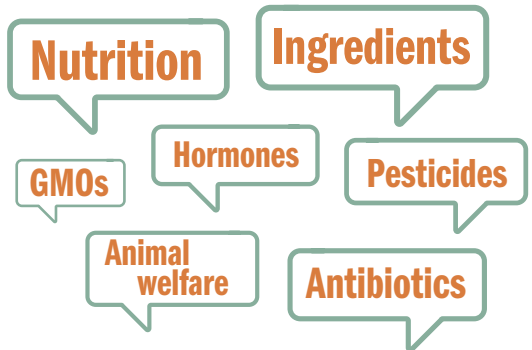 Nutrition
Ingredients
Hormones
GMOs
Pesticides
Animal
welfare
Antibiotics